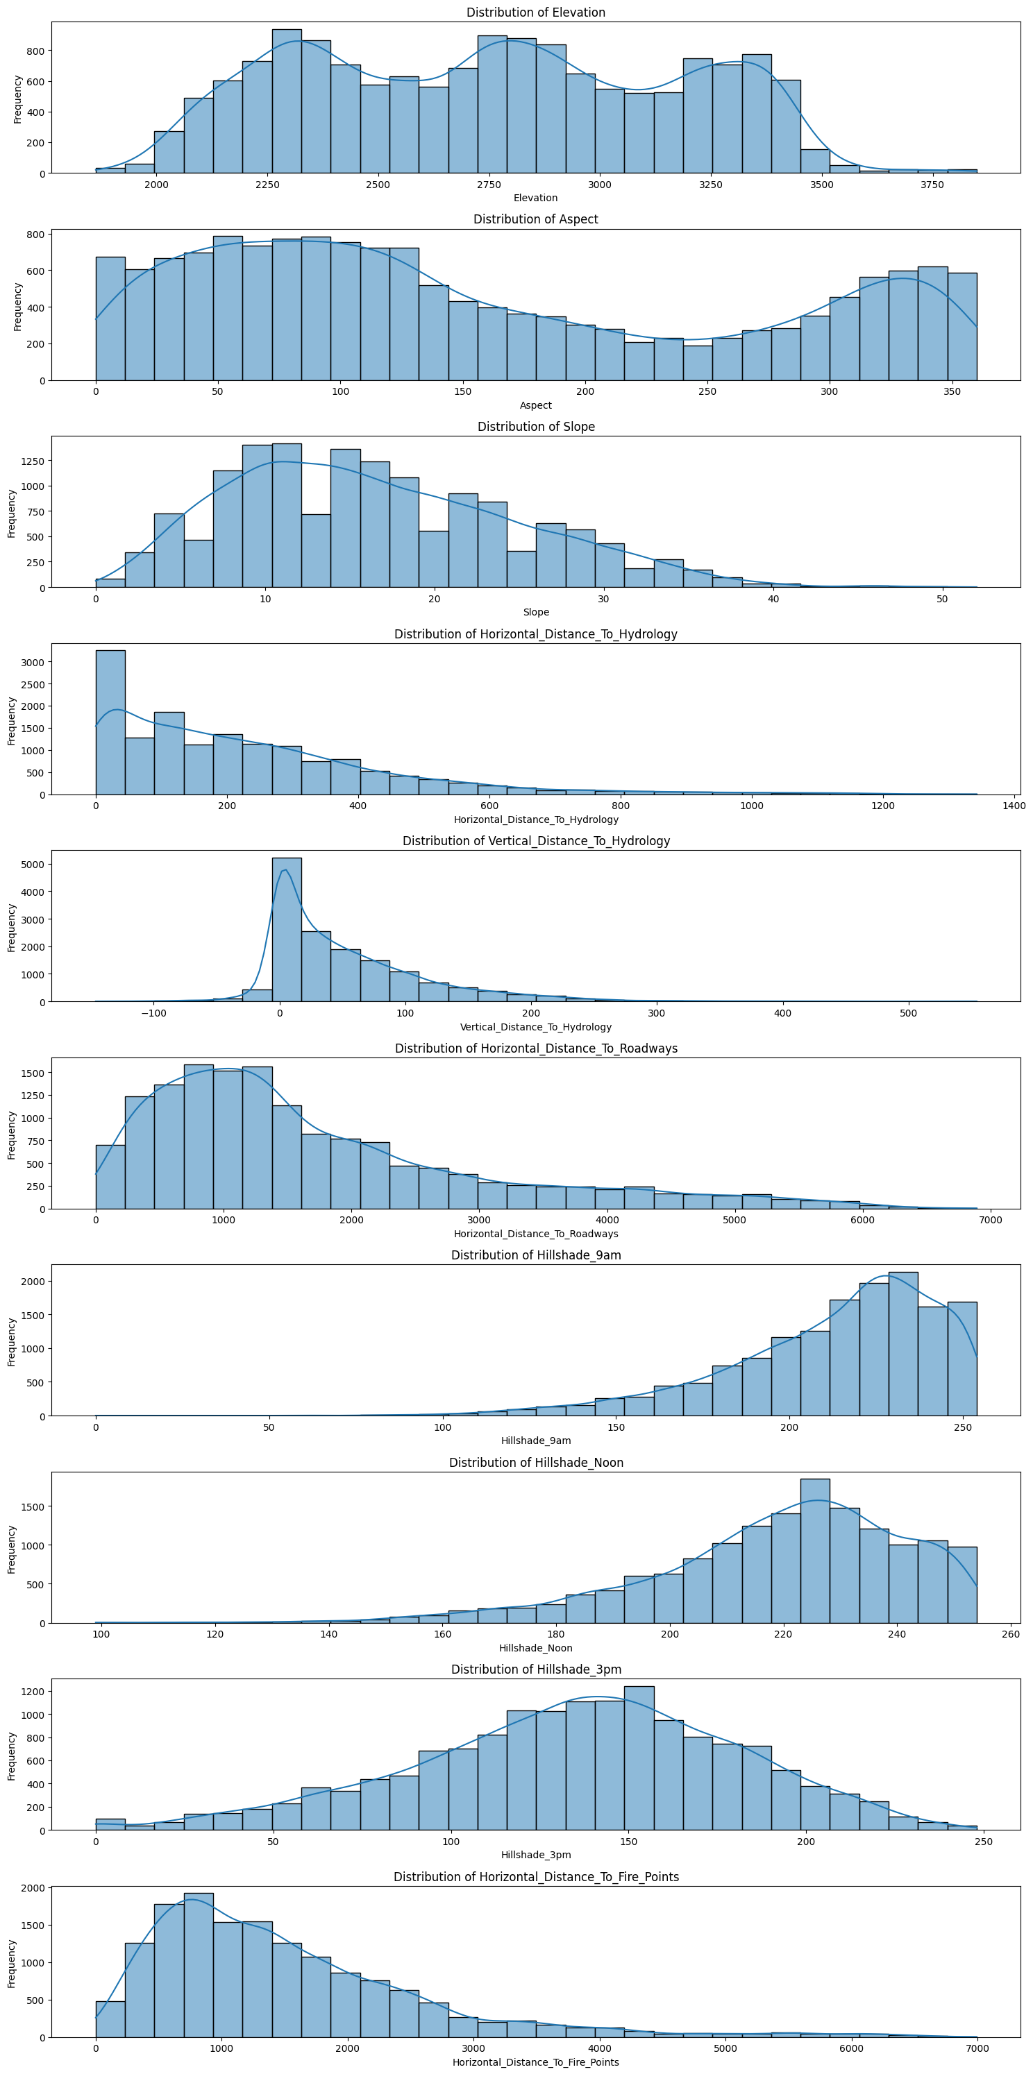 Distribution of Elevation
Frequency
800
600
400
200
0
2000 2250 2500 2750 3000 3250 3500 3750
Elevation
Distribution of Aspect
Frequency
800
600
400
200
0
0 50 100 150 200 250 300 350
Aspect
Distribution of Slope
Frequency
1250
1000
750
500
250
0
0 10 20 30 40 50
Slope
Distribution of Horizontal_Distance_To_Hydrology
Frequency
3000
2500
2000
1500
1000
500
0
0 200 400 600 800 1000 1200 1400
Horizontal_Distance_To_Hydrology
Distribution of Vertical_Distance_To_Hydrology
Frequency
5000
4000
3000
2000
1000
0
−100 0 100 200 300 400 500
Vertical_Distance_To_Hydrology
Distribution of Horizontal_Distance_To_Roadways
Frequency
1500
1250
1000
750
500
250
0
0 1000 2000 3000 4000 5000 6000 7000
Horizontal_Distance_To_Roadways
Distribution of Hillshade_9am
Frequency
2000
1500
1000
500
0
0 50 100 150 200 250
Hillshade_9am
Distribution of Hillshade_Noon
Frequency
1500
1000
500
0
100 120 140 160 180 200 220 240 260
Hillshade_Noon
Distribution of Hillshade_3pm
Frequency
1200
1000
800
600
400
200
0
0 50 100 150 200 250
Hillshade_3pm
Distribution of Horizontal_Distance_To_Fire_Points
Frequency
2000
1500
1000
500
0
0 1000 2000 3000 4000 5000 6000 7000
Horizontal_Distance_To_Fire_Points